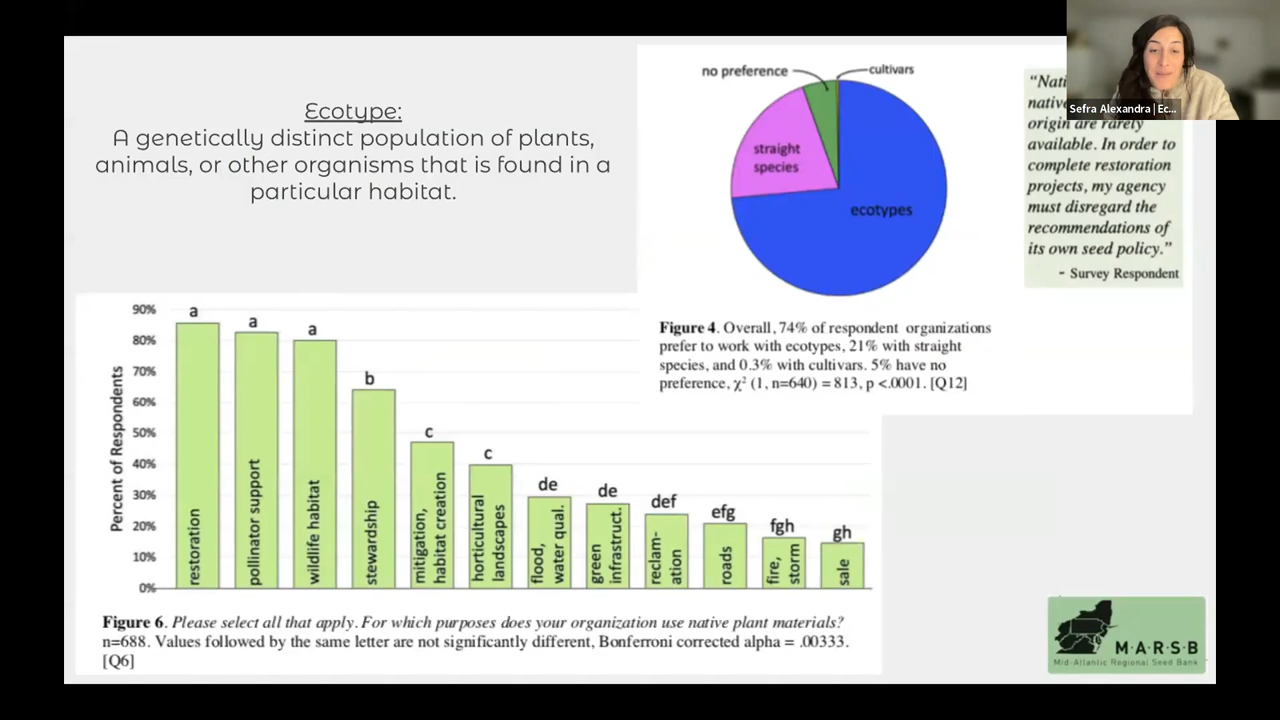 Ecotype:
A genetically distinct population of plants,
animals, or other organisms that is found in a
particular habitat.
no preference
cultivars
straight
species
ecotypes
Figure 4. Overall, 74% of respondent organizations
prefer to work with ecotypes, 21% with straight
species, and 0.3% with cultivars. 5% have no
preference, χ² (1, n=640) = 813, p <.0001. [Q12]
“Nati
nativ
origin are rarely
available. In order to
complete restoration
projects, my agency
must disregard the
recommendations of
its own seed policy.”
- Survey Respondent
Sefra Alexandra | Ec...
Percent of Respondents
90%
80%
70%
60%
50%
40%
30%
20%
10%
0%
a
a
a
b
c
c
de
de
def
efg
fgh
gh
restoration
pollinator support
wildlife habitat
stewardship
mitigation,
habitat creation
horticultural
landscapes
flood,
water qual.
green
infrastruct.
reclam-
ation
roads
fire,
storm
sale
Figure 6. Please select all that apply. For which purposes does your organization use native plant materials?
n=688. Values followed by the same letter are not significantly different, Bonferroni corrected alpha = .00333.
[Q6]
M·A·R·S·B
Mid-Atlantic Regional Seed Bank